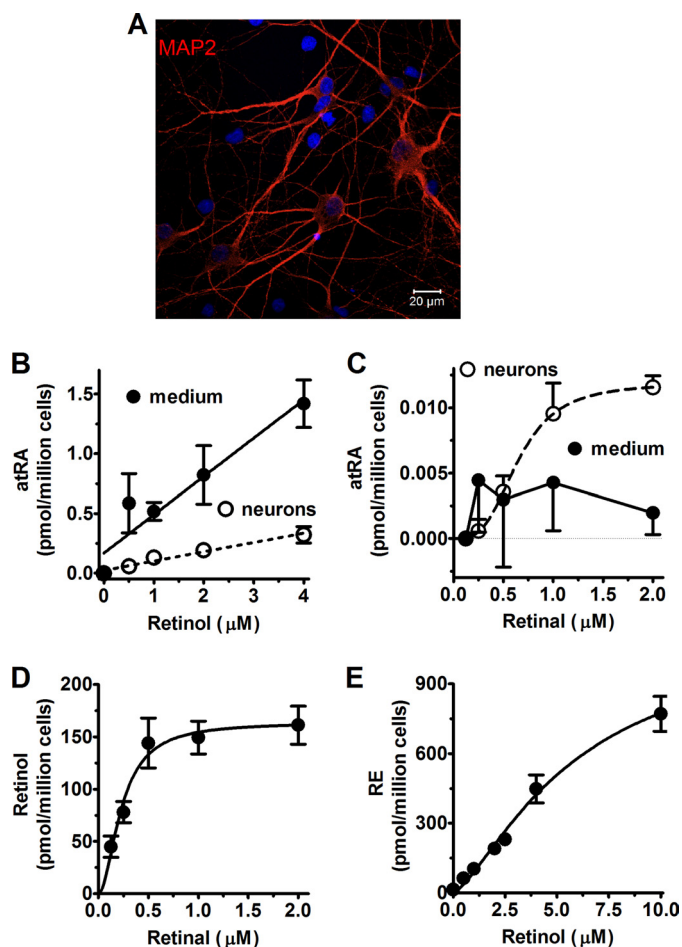 A
MAP2
20 μm
B
atRA
(pmol/million cells)
1.5
1.0
0.5
0.0
medium
neurons
0 1 2 3 4
Retinol (μM)
C
atRA
(pmol/million cells)
0.010
0.005
0.000
neurons
medium
0.0 0.5 1.0 1.5 2.0
Retinal (μM)
D
Retinol
(pmol/million cells)
200
150
100
50
0
0.0 0.5 1.0 1.5 2.0
Retinal (μM)
E
RE
(pmol/million cells)
900
600
300
0
0.0 2.5 5.0 7.5 10.0
Retinol (μM)